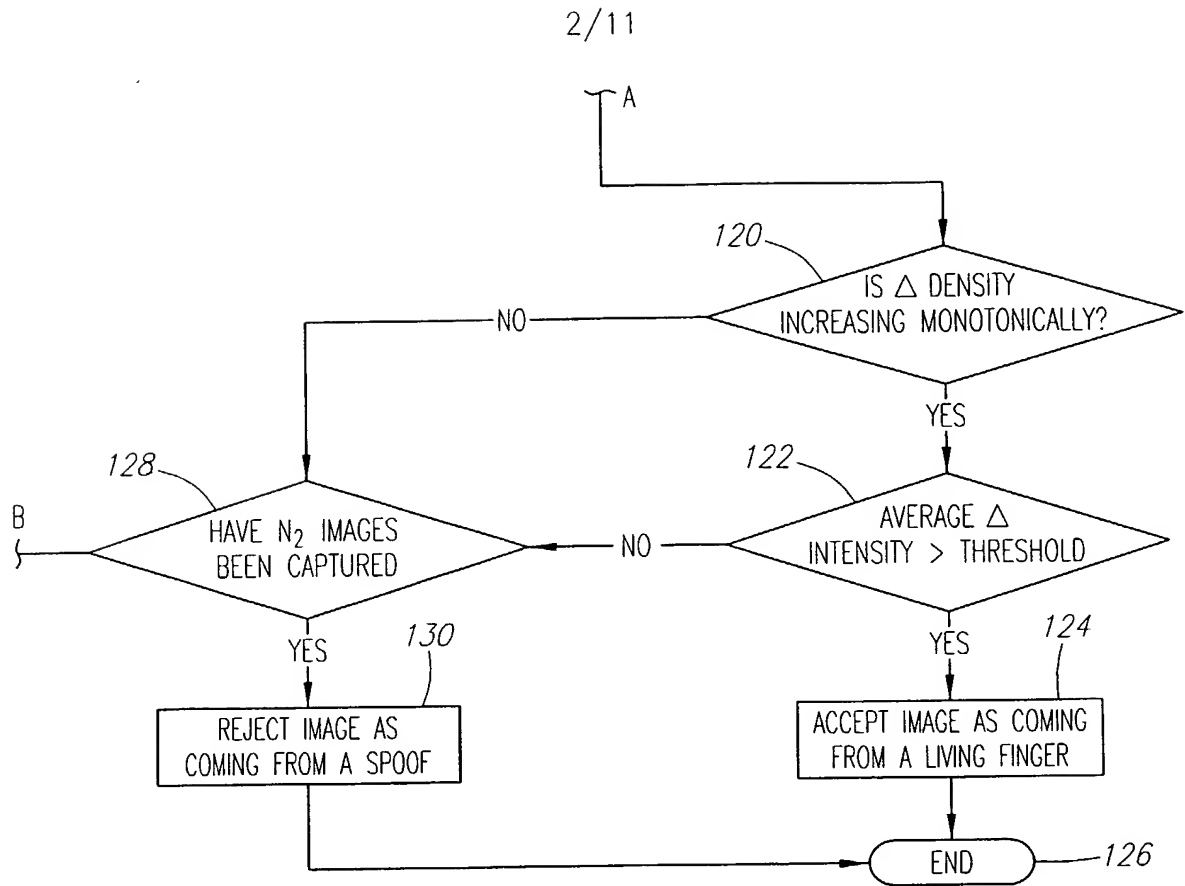 2/11
A
120
IS △ DENSITY
INCREASING MONOTONICALLY?
NO
YES
128
122
B
HAVE N₂ IMAGES
BEEN CAPTURED
NO
AVERAGE △
INTENSITY > THRESHOLD
YES
130
YES
124
REJECT IMAGE AS
COMING FROM A SPOOF
ACCEPT IMAGE AS COMING
FROM A LIVING FINGER
END
126